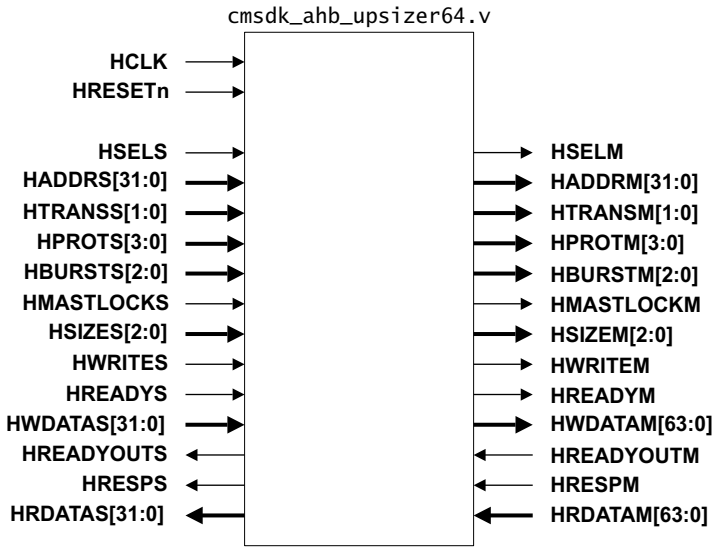 cmsdk_ahb_upsizer64.v
HCLK
HRESETn
HSELS HSELM
HADDRS[31:0] HADDRM[31:0]
HTRANSS[1:0] HTRANSM[1:0]
HPROTS[3:0] HPROTM[3:0]
HBURSTS[2:0] HBURSTM[2:0]
HMASTLOCKS HMASTLOCKM
HSIZES[2:0] HSIZEM[2:0]
HWRITES HWRITEM
HREADYS HREADYM
HWDATAS[31:0] HWDATAM[63:0]
HREADYOUTS HREADYOUTM
HRESPS HRESPM
HRDATAS[31:0] HRDATAM[63:0]